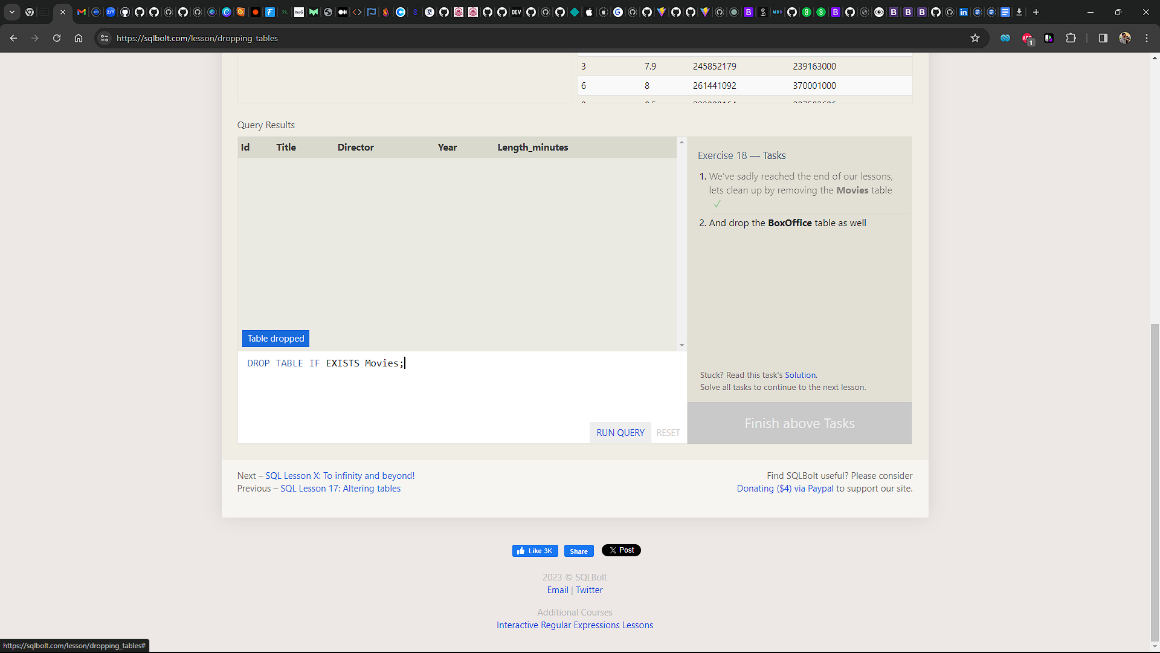 https://sqlbolt.com/lesson/dropping-tables
3 7.9 245852179 239163000
6 8 261441092 370001000
Query Results
Id Title Director Year Length_minutes
Table dropped
DROP TABLE IF EXISTS Movies;
RUN QUERY RESET
Exercise 18 — Tasks
1. We've sadly reached the end of our lessons,
lets clean up by removing the Movies table
✓
2. And drop the BoxOffice table as well
Stuck? Read this task's Solution.
Solve all tasks to continue to the next lesson.
Finish above Tasks
Next – SQL Lesson X: To infinity and beyond!
Previous – SQL Lesson 17: Altering tables
Find SQLBolt useful? Please consider
Donating ($4) via Paypal to support our site.
Like 3K Share Post
2023 © SQLBolt
Email | Twitter
Additional Courses
Interactive Regular Expressions Lessons
https://sqlbolt.com/lesson/dropping_tables#